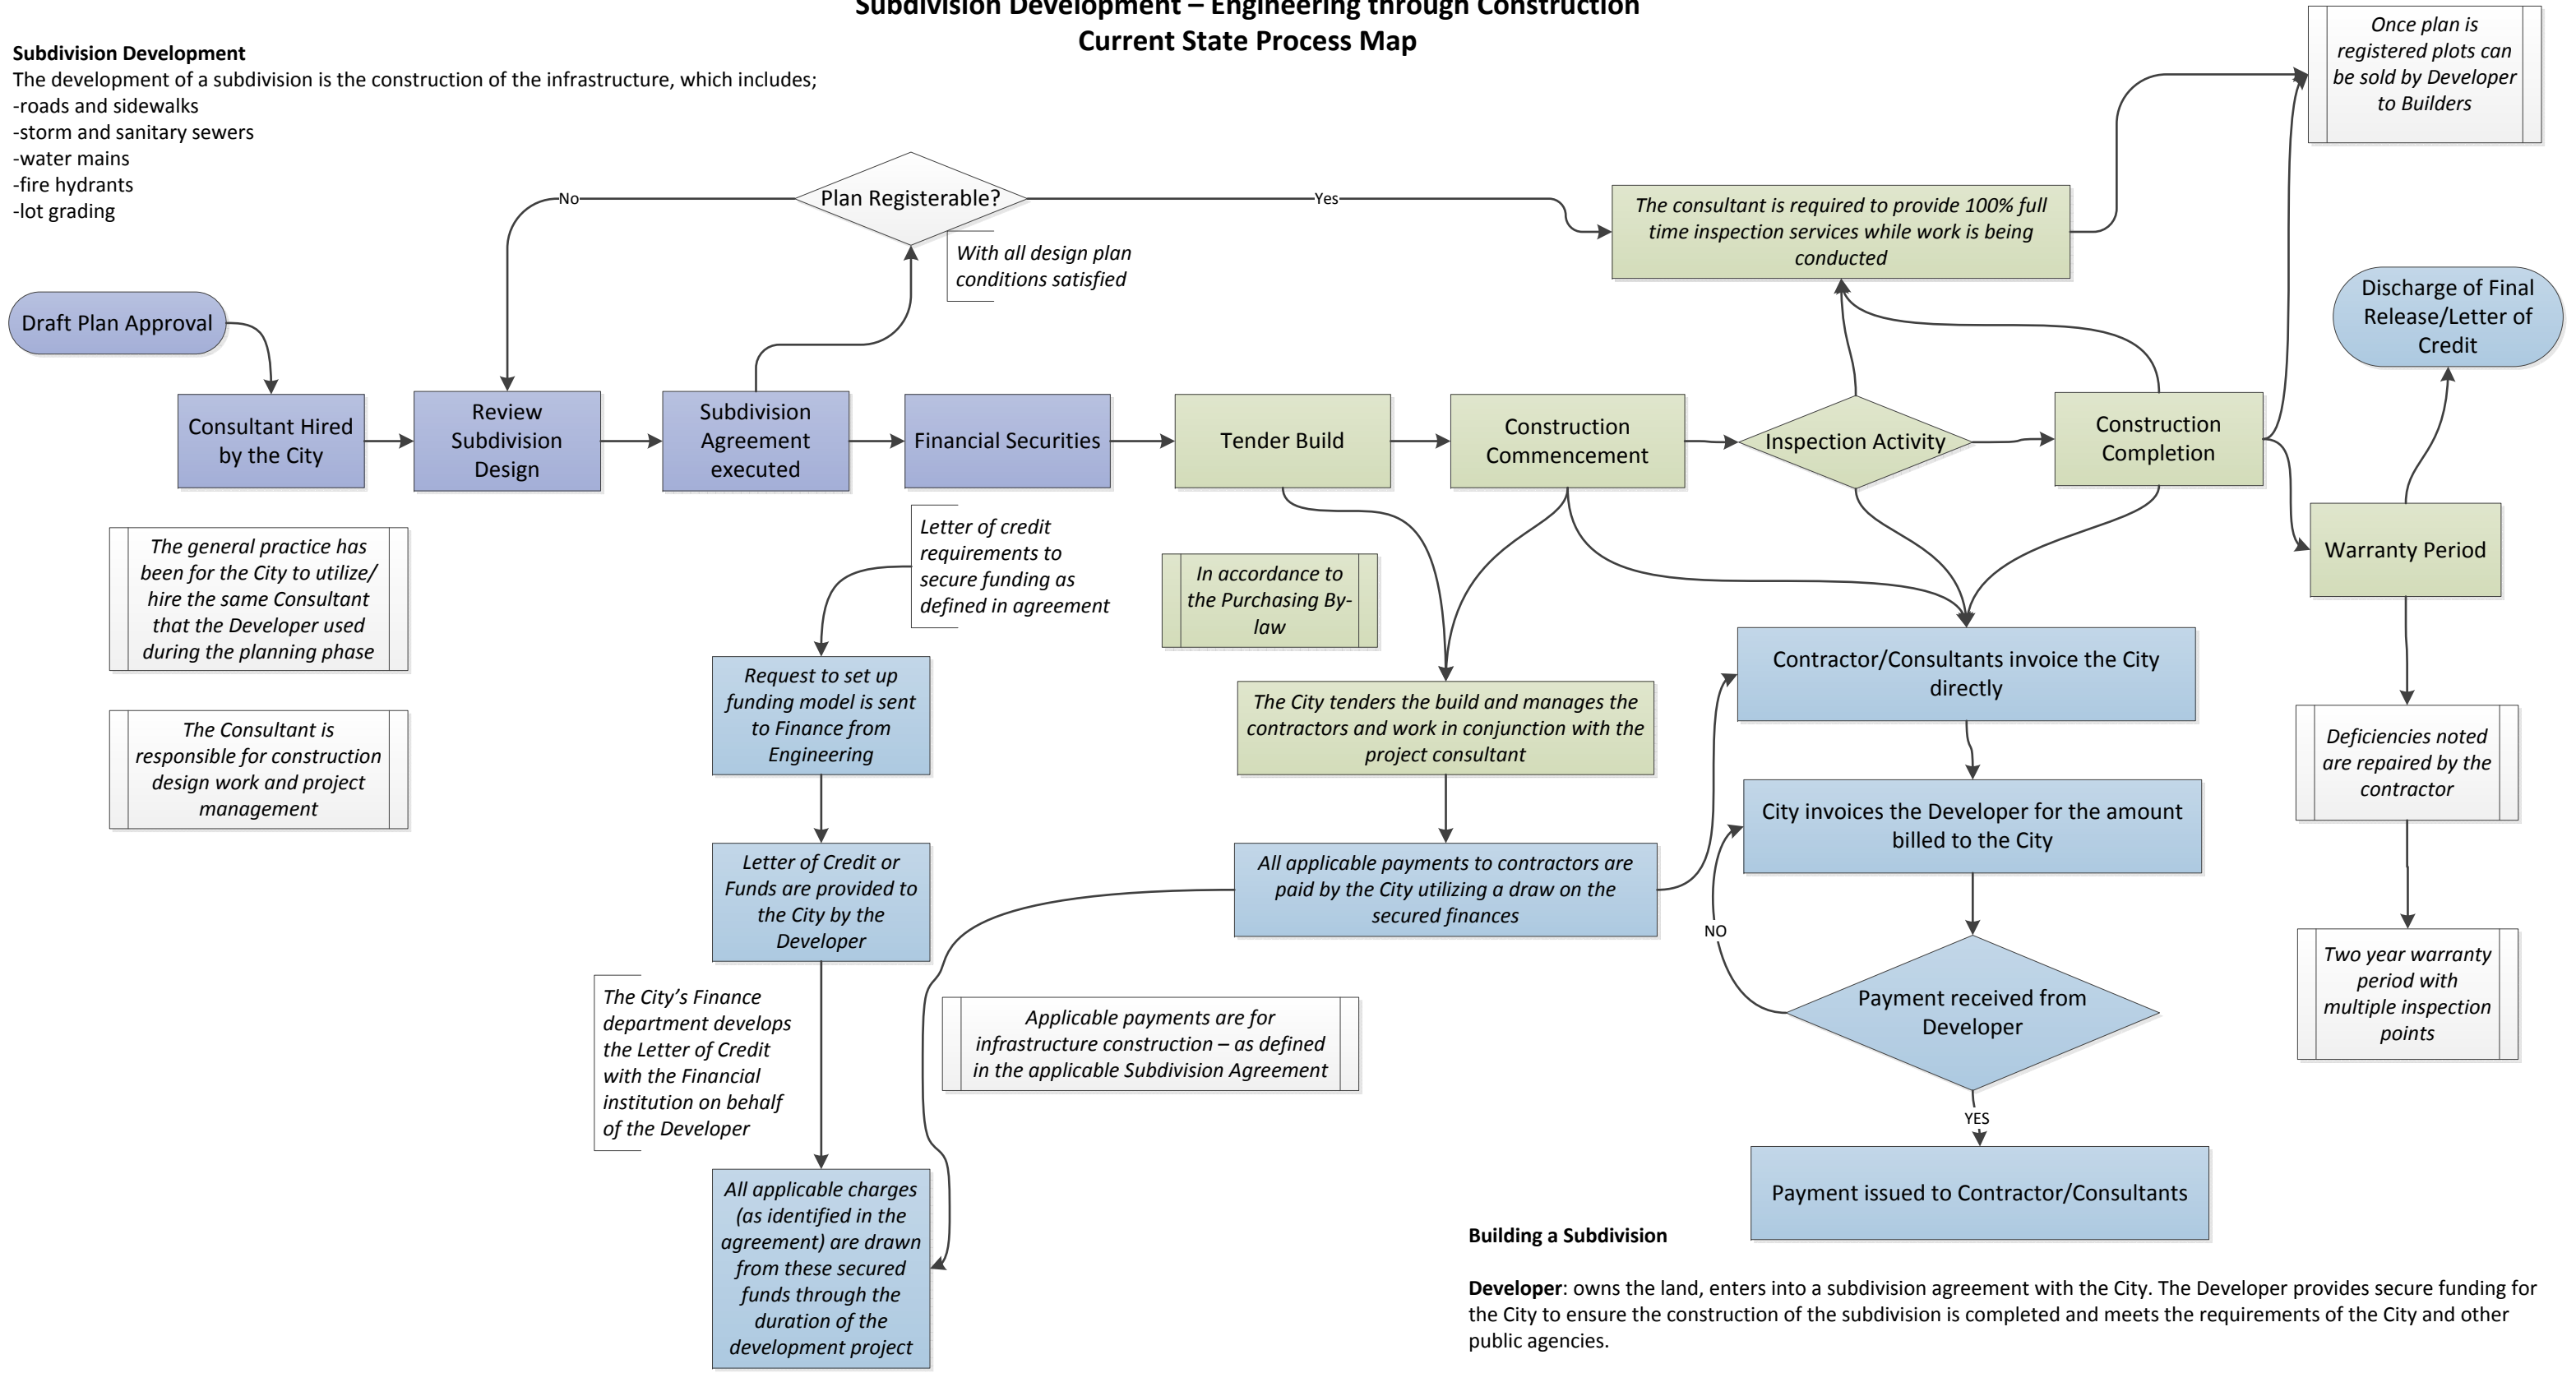 Subdivision Development – Engineering through Construction
Current State Process Map
Subdivision Development
The development of a subdivision is the construction of the infrastructure, which includes;
-roads and sidewalks
-storm and sanitary sewers
-water mains
-fire hydrants
-lot grading
Once plan is
registered plots can
be sold by Developer
to Builders
No
Plan Registerable?
Yes
With all design plan
conditions satisfied
The consultant is required to provide 100% full
time inspection services while work is being
conducted
Discharge of Final
Release/Letter of
Credit
Draft Plan Approval
Consultant Hired
by the City
Review
Subdivision
Design
Subdivision
Agreement
executed
Financial Securities
Tender Build
Construction
Commencement
Inspection Activity
Construction
Completion
Warranty Period
The general practice has
been for the City to utilize/
hire the same Consultant
that the Developer used
during the planning phase
The Consultant is
responsible for construction
design work and project
management
Letter of credit
requirements to
secure funding as
defined in agreement
In accordance to
the Purchasing By-
law
Request to set up
funding model is sent
to Finance from
Engineering
The City tenders the build and manages the
contractors and work in conjunction with the
project consultant
Contractor/Consultants invoice the City
directly
Deficiencies noted
are repaired by the
contractor
City invoices the Developer for the amount
billed to the City
Letter of Credit or
Funds are provided to
the City by the
Developer
All applicable payments to contractors are
paid by the City utilizing a draw on the
secured finances
NO
Two year warranty
period with
multiple inspection
points
The City’s Finance
department develops
the Letter of Credit
with the Financial
institution on behalf
of the Developer
Applicable payments are for
infrastructure construction – as defined
in the applicable Subdivision Agreement
Payment received from
Developer
YES
Payment issued to Contractor/Consultants
All applicable charges
(as identified in the
agreement) are drawn
from these secured
funds through the
duration of the
development project
Building a Subdivision
Developer: owns the land, enters into a subdivision agreement with the City. The Developer provides secure funding for
the City to ensure the construction of the subdivision is completed and meets the requirements of the City and other
public agencies.